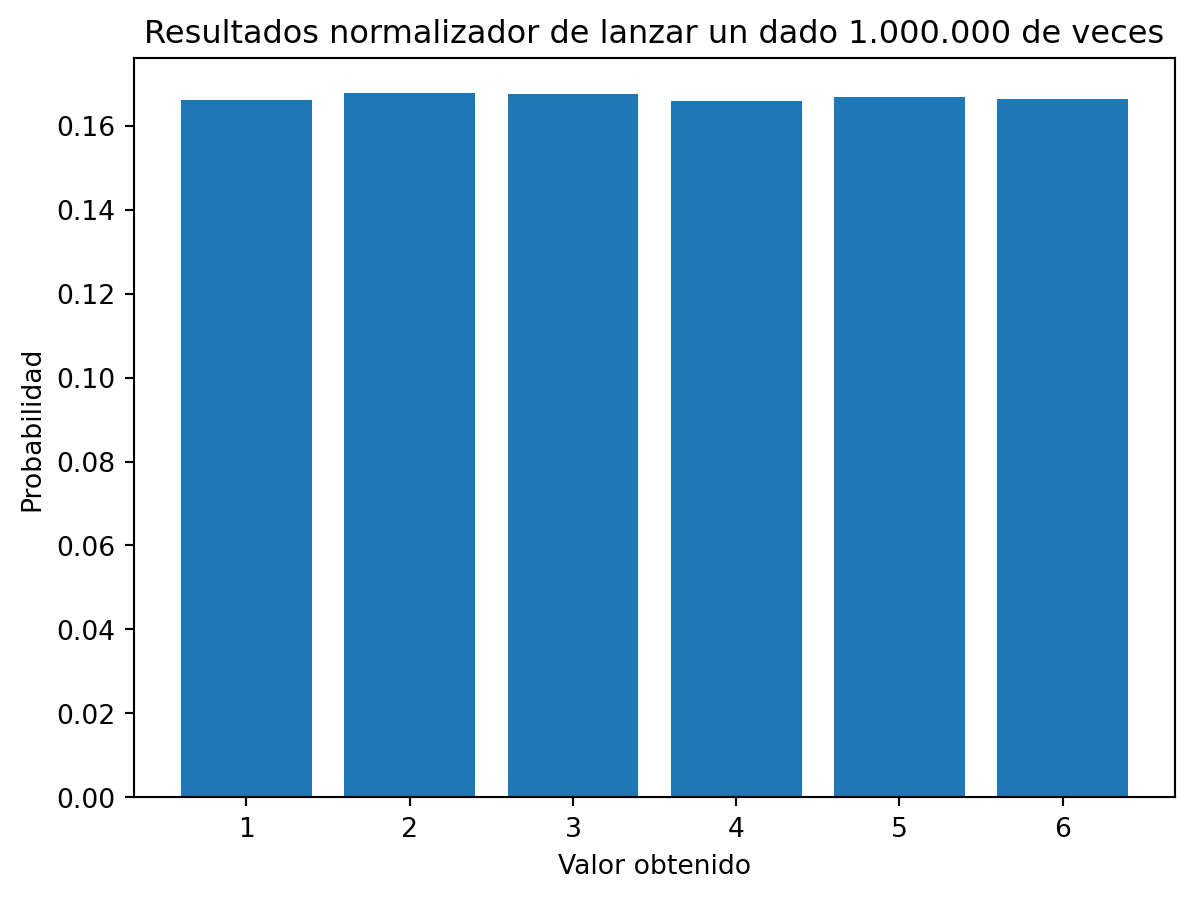 Resultados normalizador de lanzar un dado 1.000.000 de veces
0.16
0.14
0.12
0.10
0.08
0.06
0.04
0.02
0.00
Probabilidad
1 2 3 4 5 6
Valor obtenido